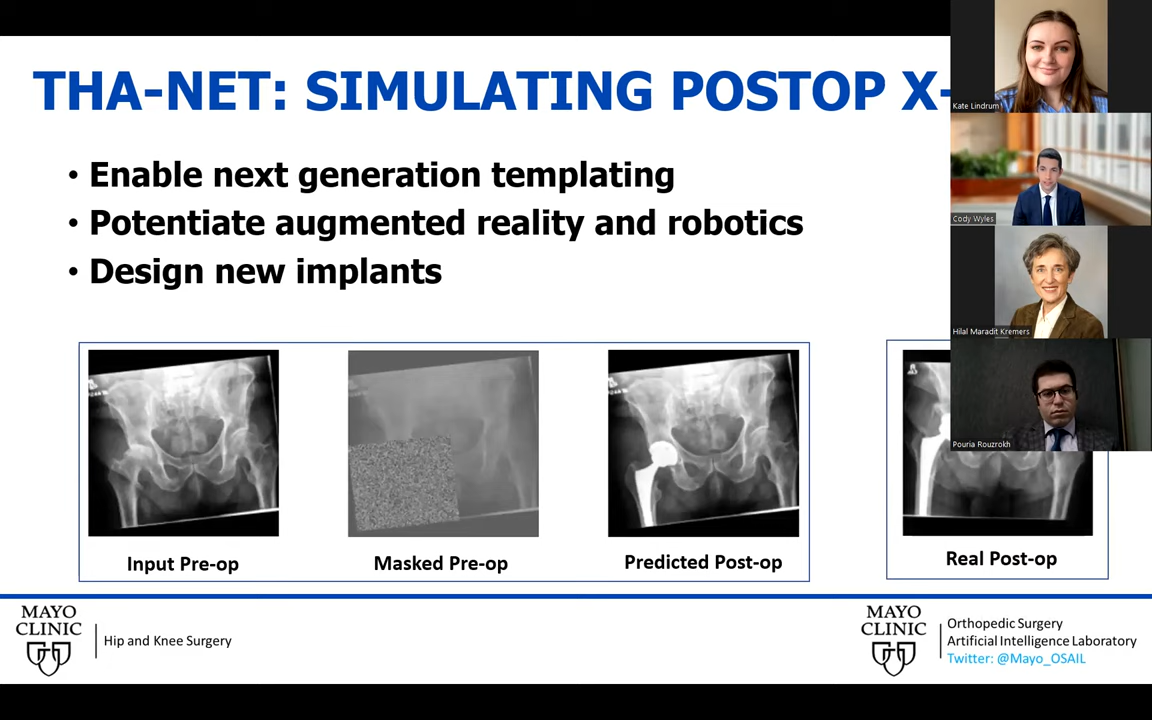 THA-NET: SIMULATING POSTOP X-
• Enable next generation templating
• Potentiate augmented reality and robotics
• Design new implants
Input Pre-op
Masked Pre-op
Predicted Post-op
Real Post-op
MAYO
CLINIC
Hip and Knee Surgery
MAYO
CLINIC
Orthopedic Surgery
Artificial Intelligence Laboratory
Twitter: @Mayo_OSAIL
Kate Lindrum
Cody Wyles
Hilal Maradit Kremers
Pouria Rouzrokh